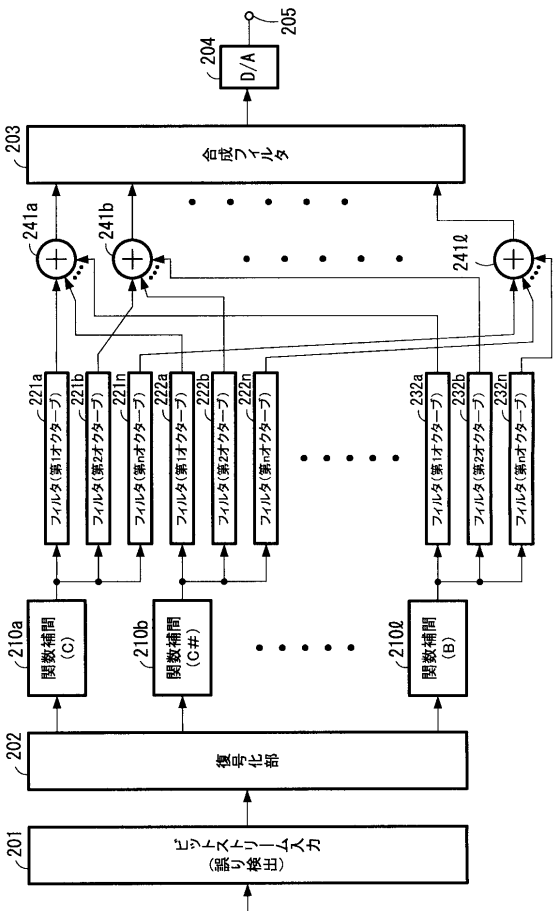 201
ビットストリーム入力
(誤り検出)
202
復号化部
210a
関数補間
(C)
210b
関数補間
(C#)
210ℓ
関数補間
(B)
221a
フィルタ(第1オクターブ)
221b
フィルタ(第2オクターブ)
221n
フィルタ(第nオクターブ)
222a
フィルタ(第1オクターブ)
222b
フィルタ(第2オクターブ)
222n
フィルタ(第nオクターブ)
232a
フィルタ(第1オクターブ)
232b
フィルタ(第2オクターブ)
232n
フィルタ(第nオクターブ)
241a
241b
241ℓ
203
合成フィルタ
204
D/A
205